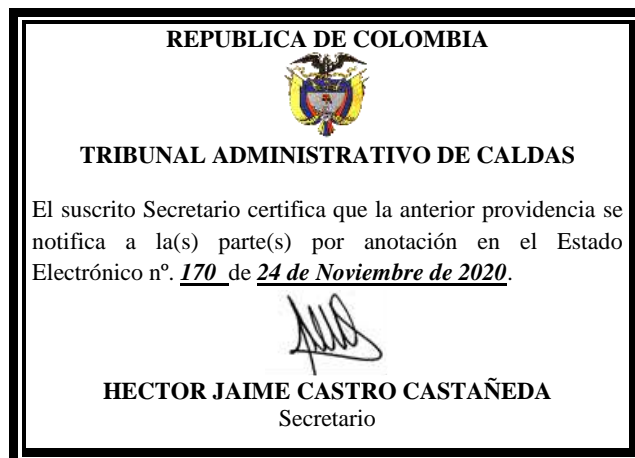 REPUBLICA DE COLOMBIA
TRIBUNAL ADMINISTRATIVO DE CALDAS
El suscrito Secretario certifica que la anterior providencia se
notifica a la(s) parte(s) por anotación en el Estado
Electrónico nº. 170 de 24 de Noviembre de 2020.
HECTOR JAIME CASTRO CASTAÑEDA
Secretario